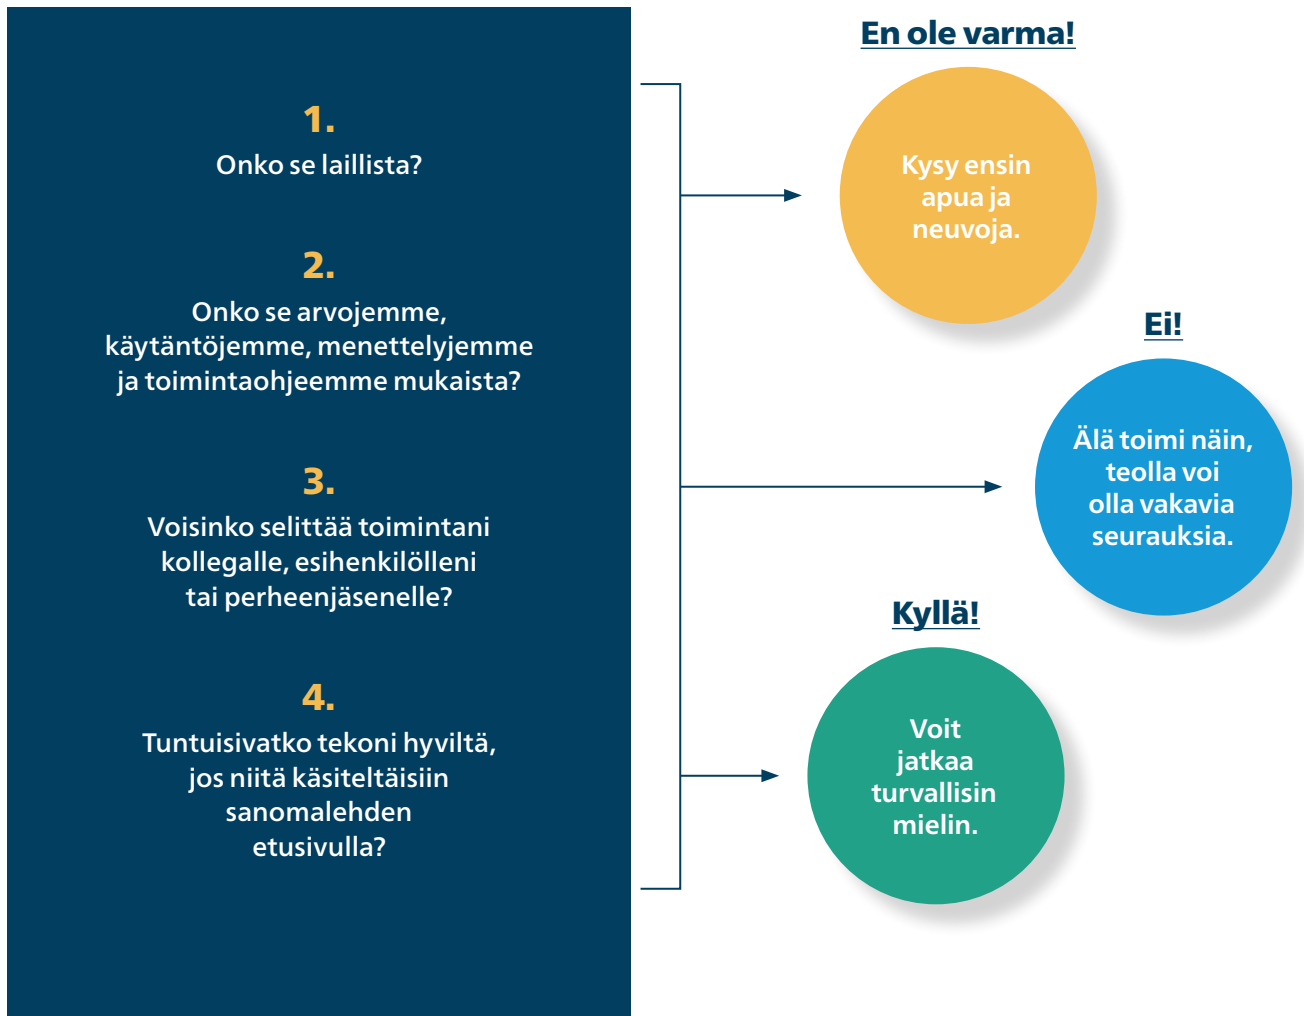 1.
Onko se laillista?
2.
Onko se arvojemme,
käytäntöjemme, menettelyjemme
ja toimintaohjeemme mukaista?
3.
Voisinko selittää toimintani
kollegalle, esihenkilölleni
tai perheenjäsenelle?
4.
Tuntuisivatko tekoni hyviltä,
jos niitä käsiteltäisiin
sanomalehden
etusivulla?
En ole varma!
Kysy ensin
apua ja
neuvoja.
Ei!
Älä toimi näin,
teolla voi
olla vakavia
seurauksia.
Kyllä!
Voit
jatkaa
turvallisin
mielin.